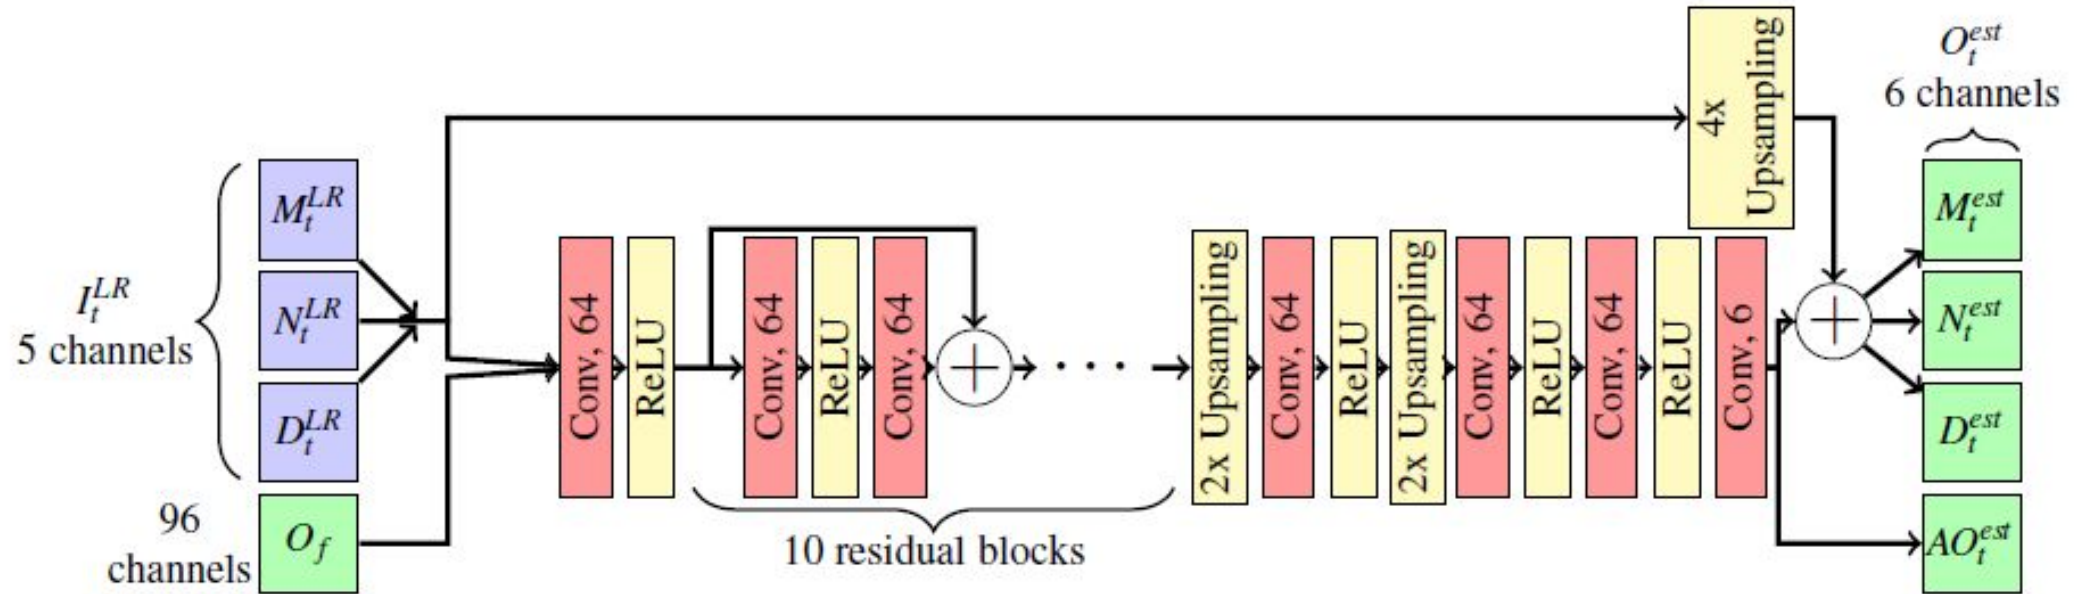 I_t^{LR}
5 channels
M_t^{LR}
N_t^{LR}
D_t^{LR}
96
channels
O_f
Conv, 64
ReLU
Conv, 64
ReLU
Conv, 64
+
. . .
10 residual blocks
2x Upsampling
Conv, 64
ReLU
2x Upsampling
Conv, 64
ReLU
Conv, 64
ReLU
Conv, 6
4x
Upsampling
+
O_t^{est}
6 channels
M_t^{est}
N_t^{est}
D_t^{est}
AO_t^{est}